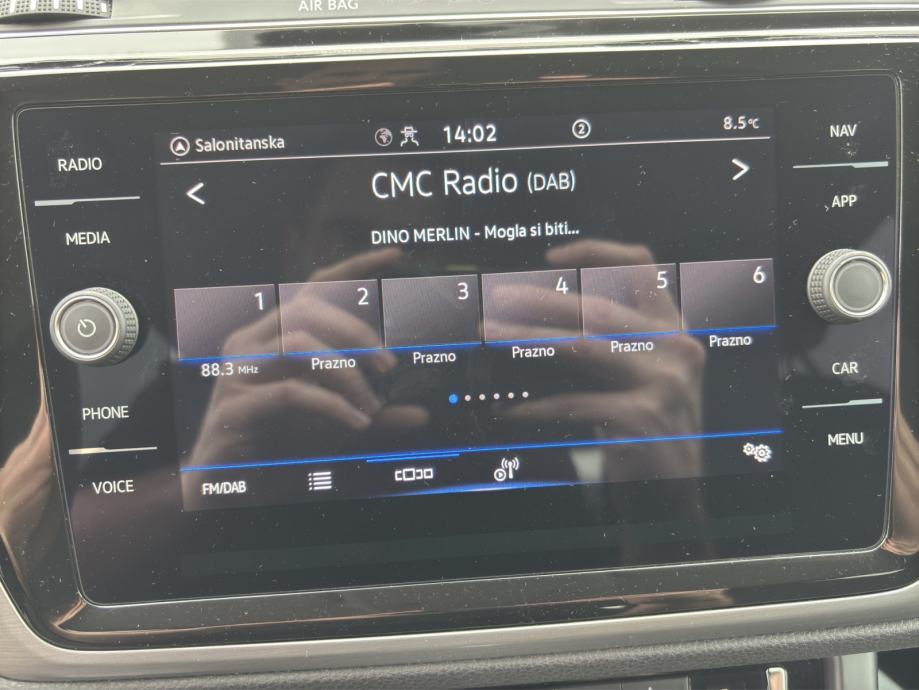 AIR BAG
Salonitanska 14:02 2 8.5°C
RADIO
NAV
CMC Radio (DAB)
APP
MEDIA
DINO MERLIN - Mogla si biti...
1 2 3 4 5 6
88.3 MHz Prazno Prazno Prazno Prazno Prazno
CAR
PHONE
MENU
VOICE
FM/DAB